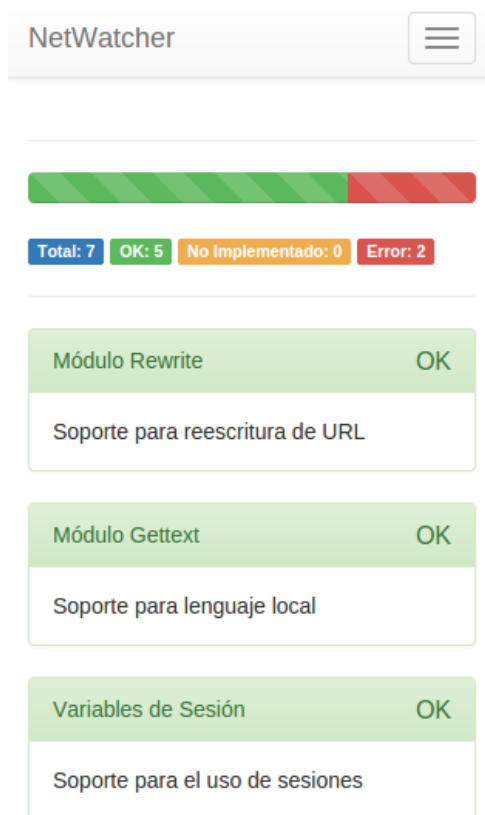 NetWatcher
Total: 7 OK: 5 No Implementado: 0 Error: 2
Módulo Rewrite OK
Soporte para reescritura de URL
Módulo Gettext OK
Soporte para lenguaje local
Variables de Sesión OK
Soporte para el uso de sesiones